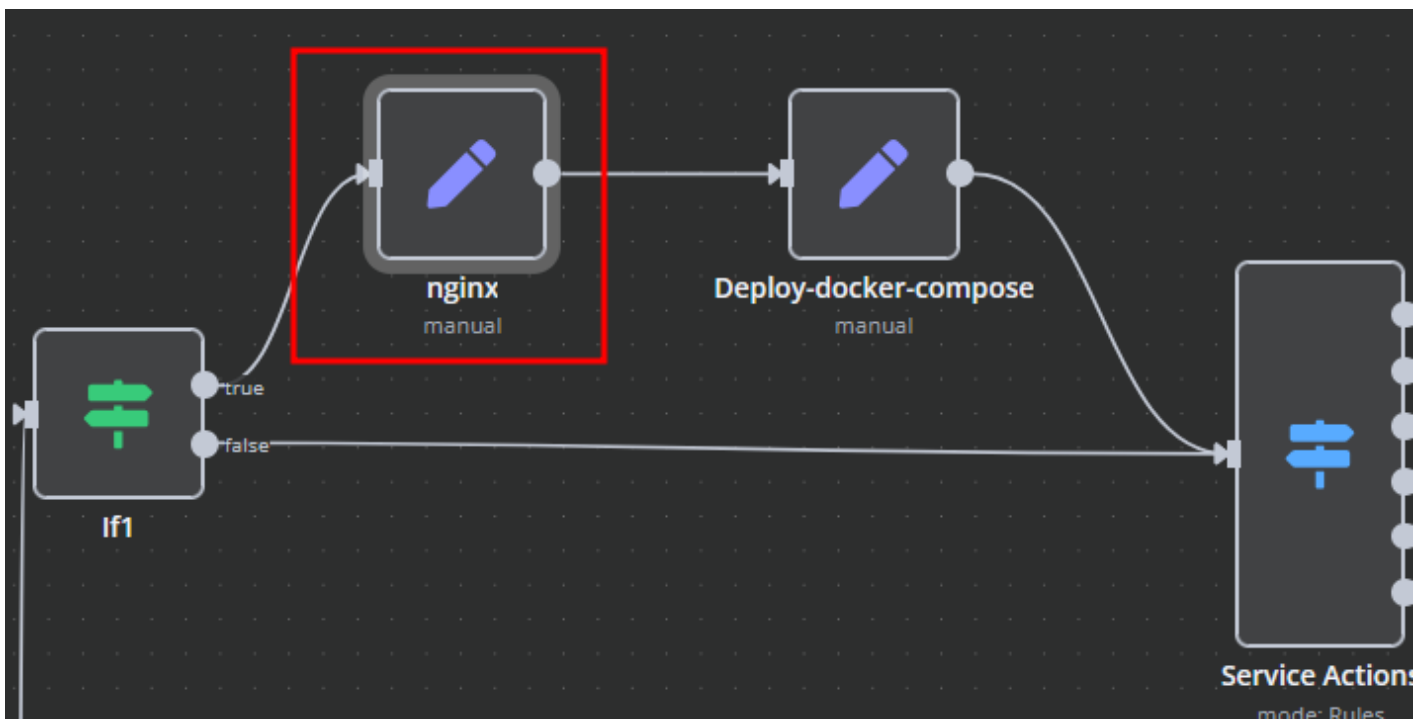 nginx
manual
Deploy-docker-compose
manual
true
false
If1
Service Actions
mode: Rules